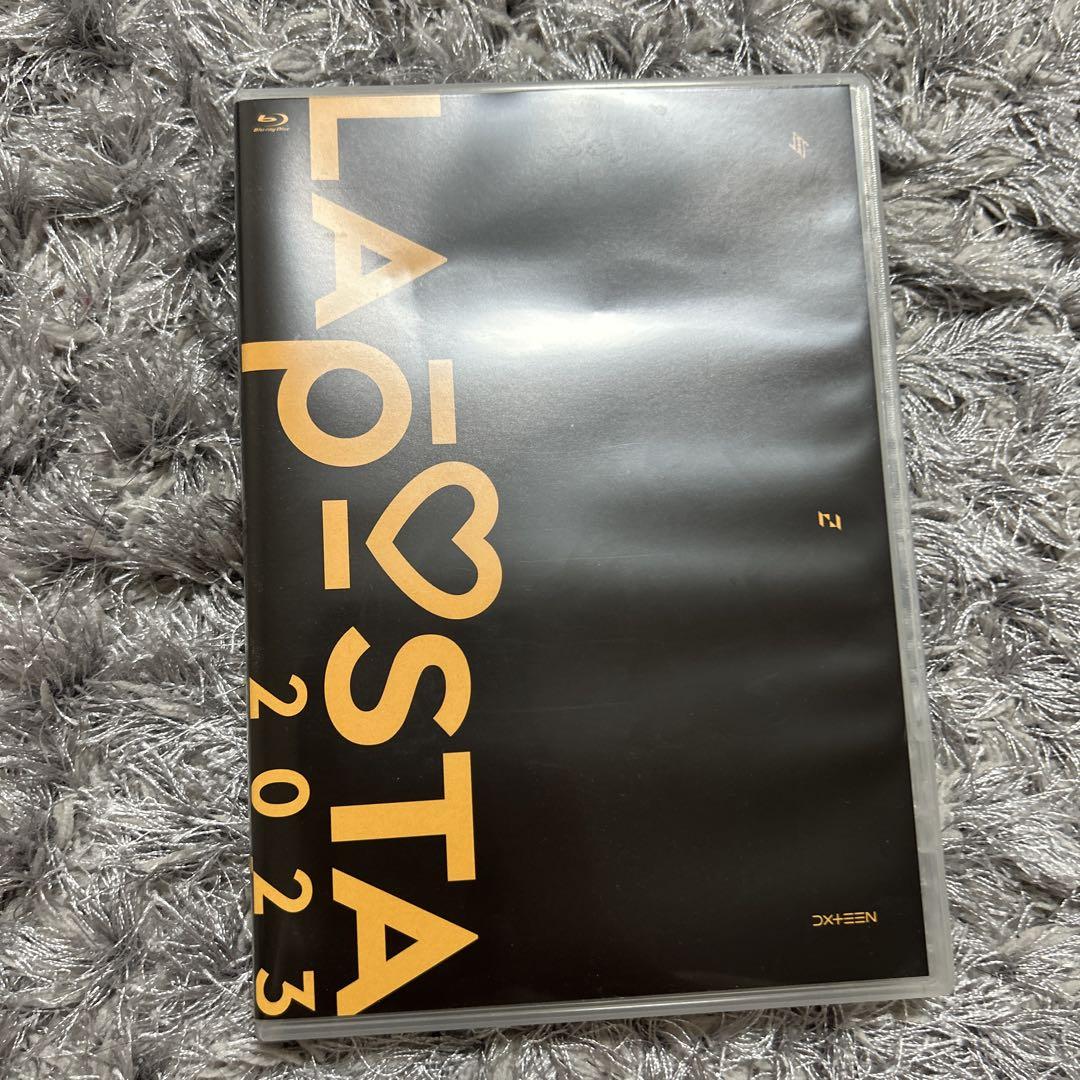 Blu-ray Disc
LAPOSTA
2023
DXTEEN